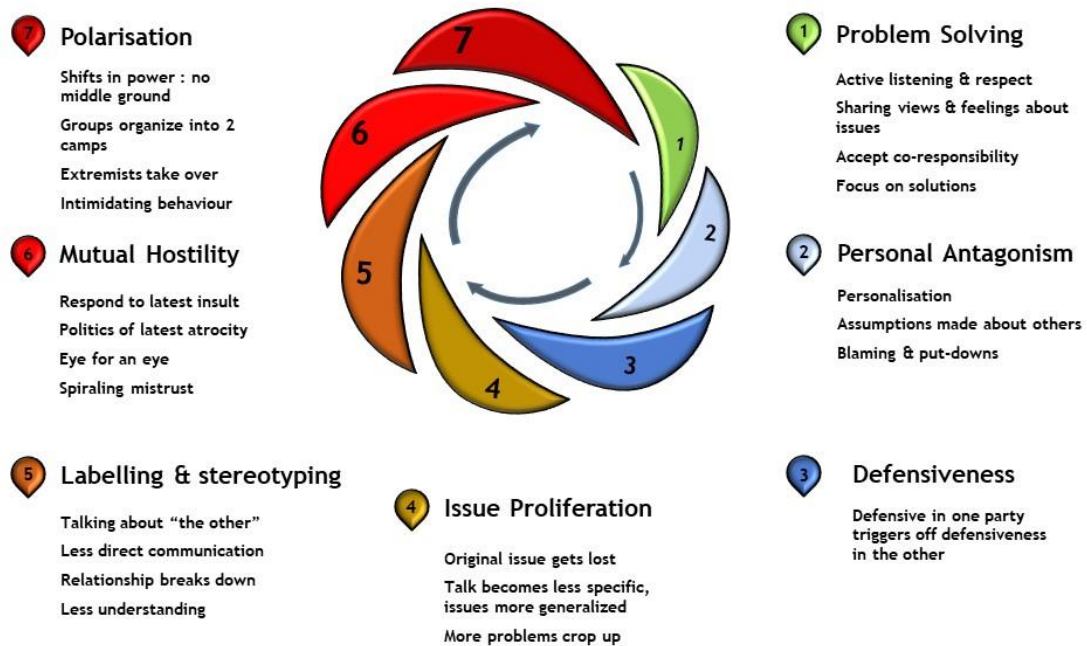 7 Polarisation
Shifts in power : no
middle ground
Groups organize into 2
camps
Extremists take over
Intimidating behaviour
6 Mutual Hostility
Respond to latest insult
Politics of latest atrocity
Eye for an eye
Spiraling mistrust
5 Labelling & stereotyping
Talking about “the other”
Less direct communication
Relationship breaks down
Less understanding
7
6
5
4
3
2
1
4 Issue Proliferation
Original issue gets lost
Talk becomes less specific,
issues more generalized
More problems crop up
1 Problem Solving
Active listening & respect
Sharing views & feelings about
issues
Accept co-responsibility
Focus on solutions
2 Personal Antagonism
Personalisation
Assumptions made about others
Blaming & put-downs
3 Defensiveness
Defensive in one party
triggers off defensiveness
in the other